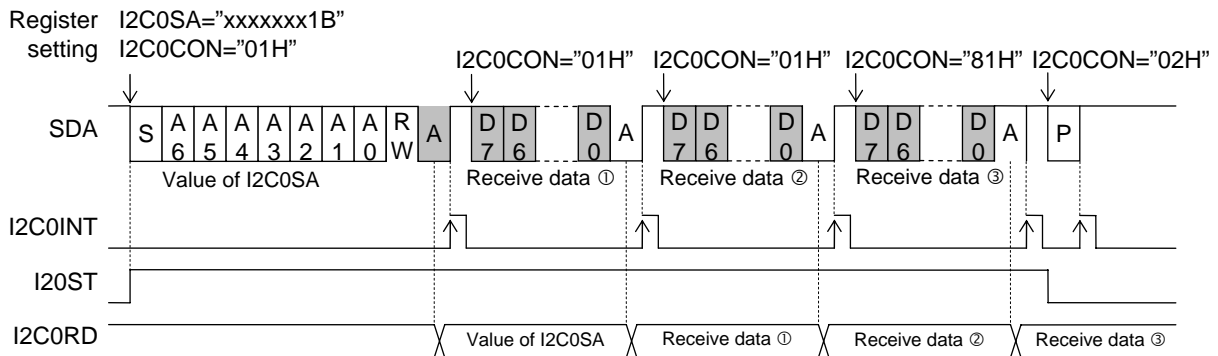 Register I2C0SA="xxxxxxx1B"
setting I2C0CON="01H"
I2C0CON="01H" I2C0CON="01H" I2C0CON="81H" I2C0CON="02H"
SDA S A6 A5 A4 A3 A2 A1 A0 RW A D7 D6 D0 A D7 D6 D0 A D7 D6 D0 A P
Value of I2C0SA Receive data ① Receive data ② Receive data ③
I2C0INT
I20ST
I2C0RD Value of I2C0SA Receive data ① Receive data ② Receive data ③